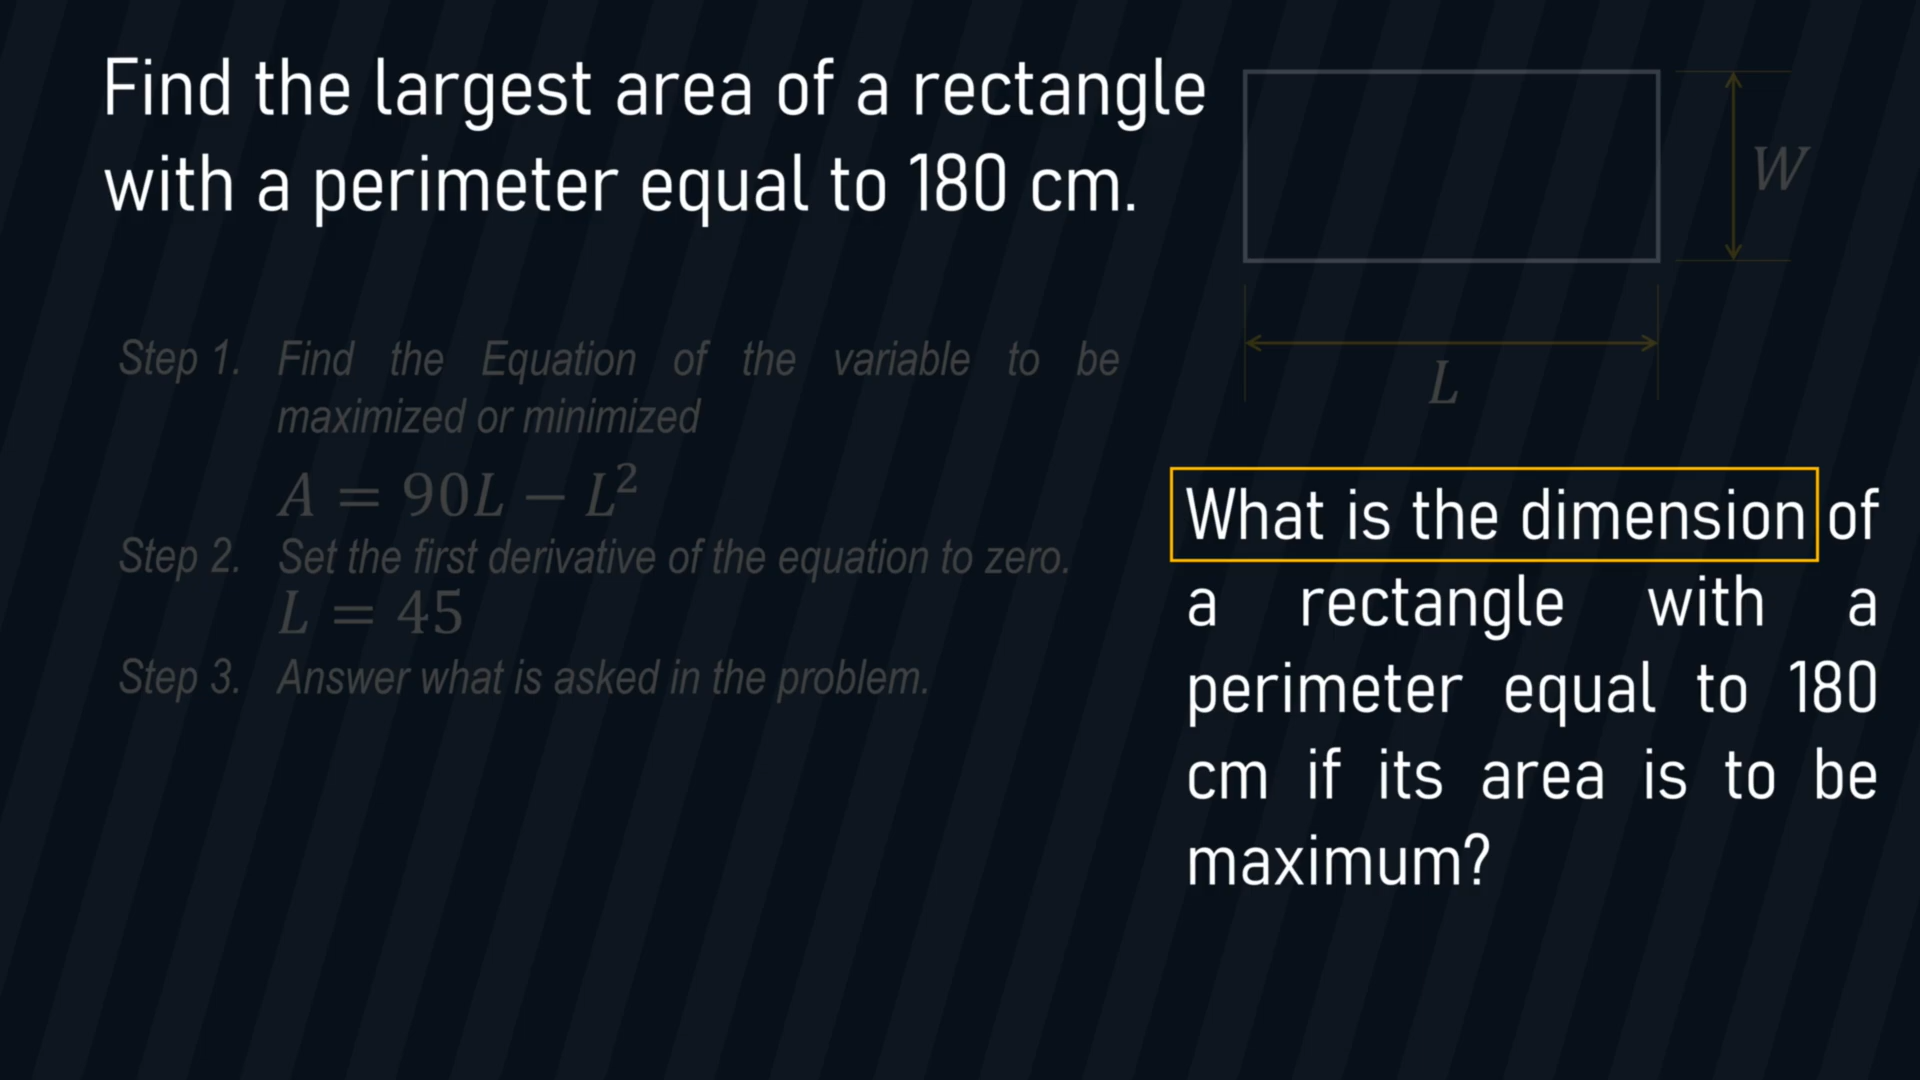 Find the largest area of a rectangle
with a perimeter equal to 180 cm.
W
L
Step 1. Find the Equation of the variable to be
maximized or minimized
A = 90L − L²
Step 2. Set the first derivative of the equation to zero.
L = 45
Step 3. Answer what is asked in the problem.
What is the dimension of
a rectangle with a
perimeter equal to 180
cm if its area is to be
maximum?